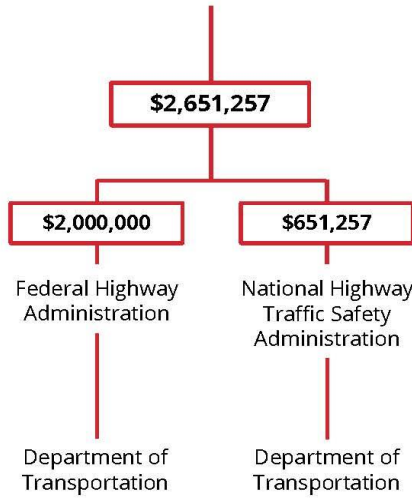 $2,651,257
$2,000,000
$651,257
Federal Highway
Administration
National Highway
Traffic Safety
Administration
Department of
Transportation
Department of
Transportation